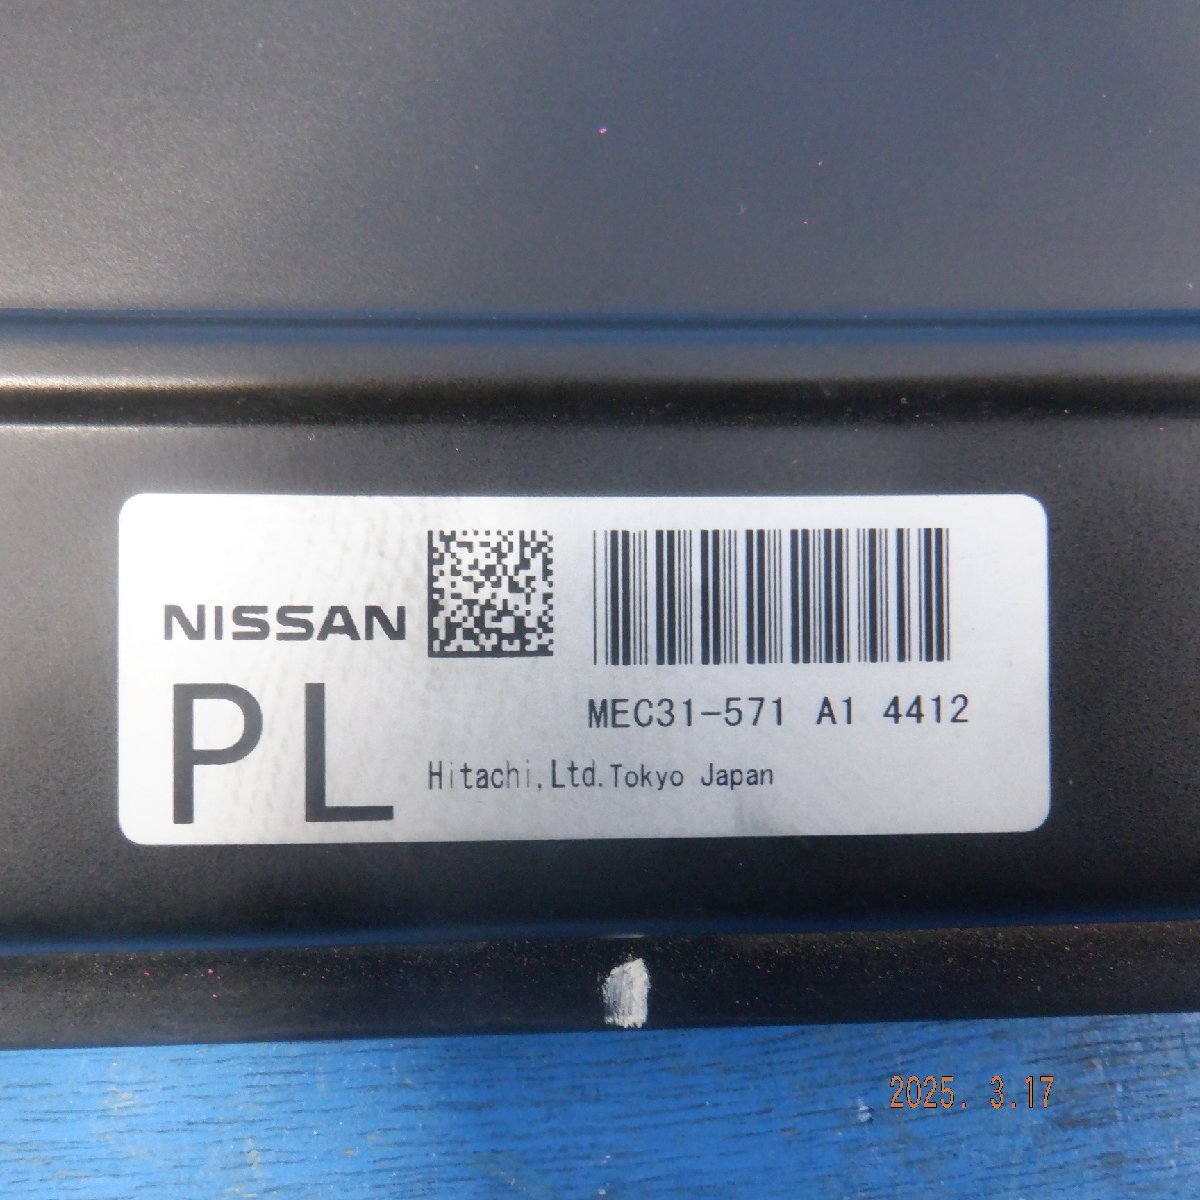 NISSAN
PL
MEC31-571 A1 4412
Hitachi,Ltd.Tokyo Japan
2025. 3.17